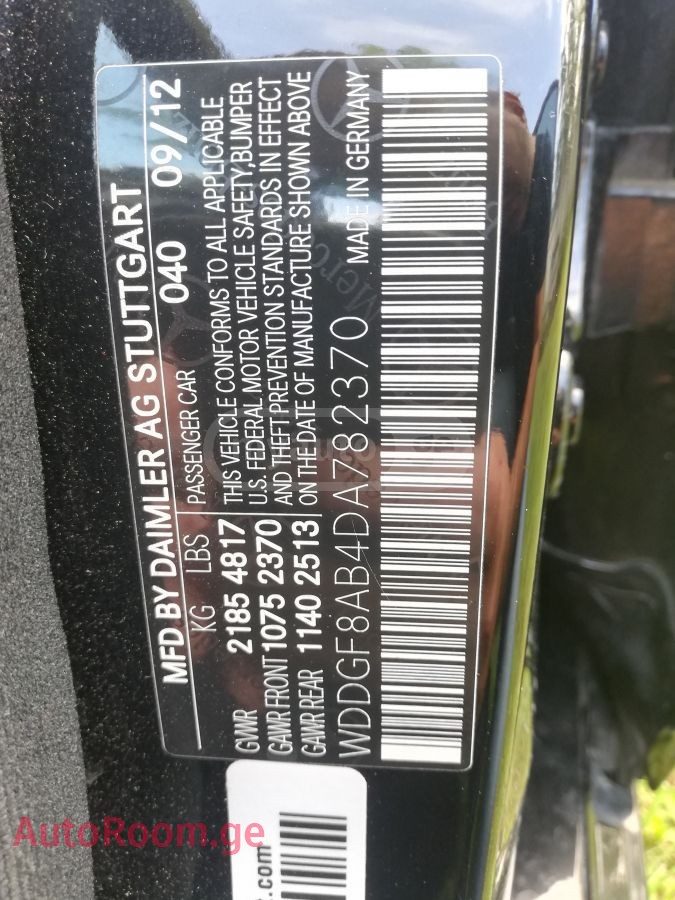 MFD BY DAIMLER AG STUTTGART
040 09/12
KG LBS PASSENGER CAR
GVWR 2185 4817 THIS VEHICLE CONFORMS TO ALL APPLICABLE
GAWR FRONT 1075 2370 U.S. FEDERAL MOTOR VEHICLE SAFETY,BUMPER
AND THEFT PREVENTION STANDARDS IN EFFECT
GAWR REAR 1140 2513 ON THE DATE OF MANUFACTURE SHOWN ABOVE
WDDGF8AB4DA782370 MADE IN GERMANY
AutoRoom.ge